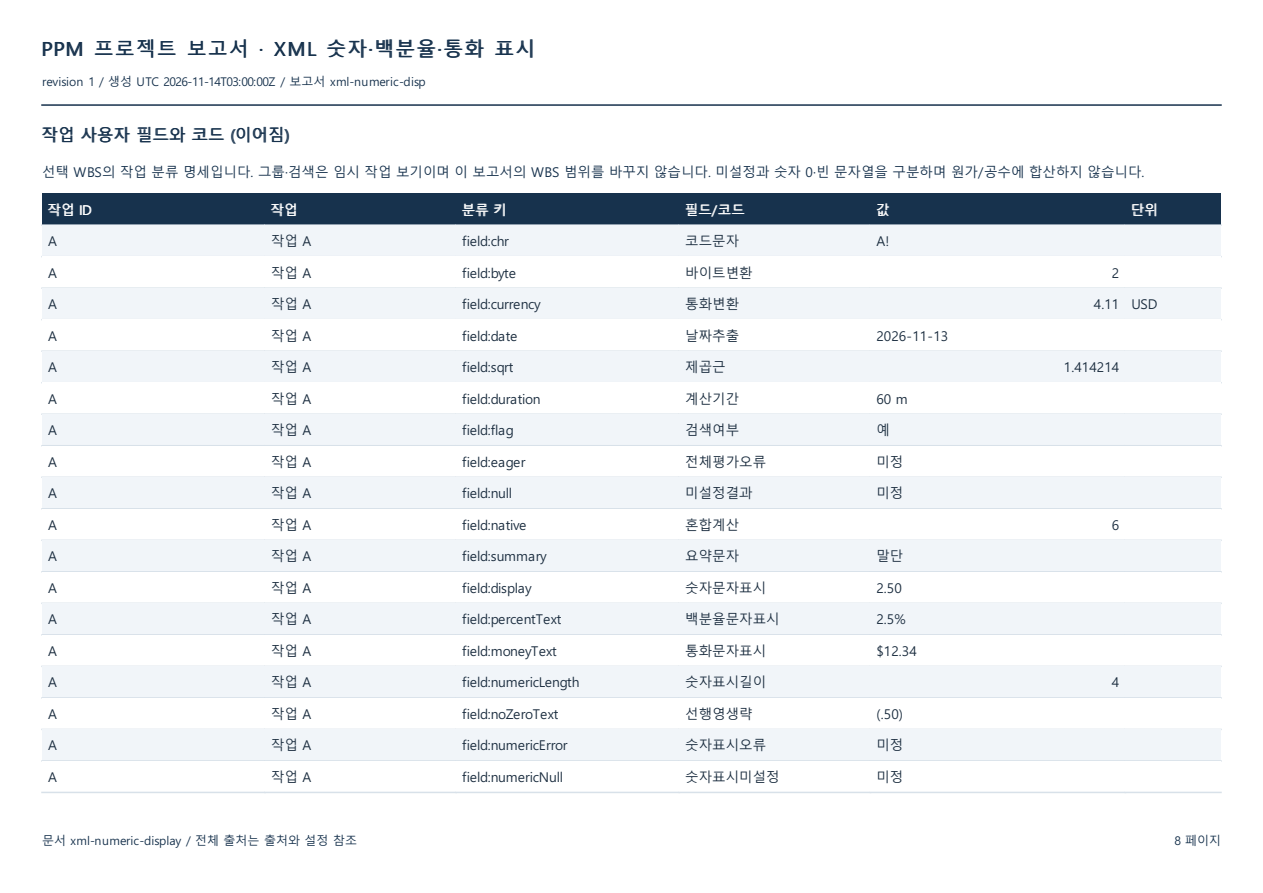 PPM 프로젝트 보고서 · XML 숫자·백분율·통화 표시
revision 1 / 생성 UTC 2026-11-14T03:00:00Z / 보고서 xml-numeric-disp
작업 사용자 필드와 코드 (이어짐)
선택 WBS의 작업 분류 명세입니다. 그룹·검색은 임시 작업 보기이며 이 보고서의 WBS 범위를 바꾸지 않습니다. 미설정과 숫자 0·빈 문자열을 구분하며 원가/공수에 합산하지 않습니다.
작업 ID 작업 분류 키 필드/코드 값 단위
A 작업 A field:chr 코드문자 A!
A 작업 A field:byte 바이트변환 2
A 작업 A field:currency 통화변환 4.11 USD
A 작업 A field:date 날짜추출 2026-11-13
A 작업 A field:sqrt 제곱근 1.414214
A 작업 A field:duration 계산기간 60 m
A 작업 A field:flag 검색여부 예
A 작업 A field:eager 전체평가오류 미정
A 작업 A field:null 미설정결과 미정
A 작업 A field:native 혼합계산 6
A 작업 A field:summary 요약문자 말단
A 작업 A field:display 숫자문자표시 2.50
A 작업 A field:percentText 백분율문자표시 2.5%
A 작업 A field:moneyText 통화문자표시 $12.34
A 작업 A field:numericLength 숫자표시길이 4
A 작업 A field:noZeroText 선행영생략 (.50)
A 작업 A field:numericError 숫자표시오류 미정
A 작업 A field:numericNull 숫자표시미설정 미정
문서 xml-numeric-display / 전체 출처는 출처와 설정 참조 8 페이지